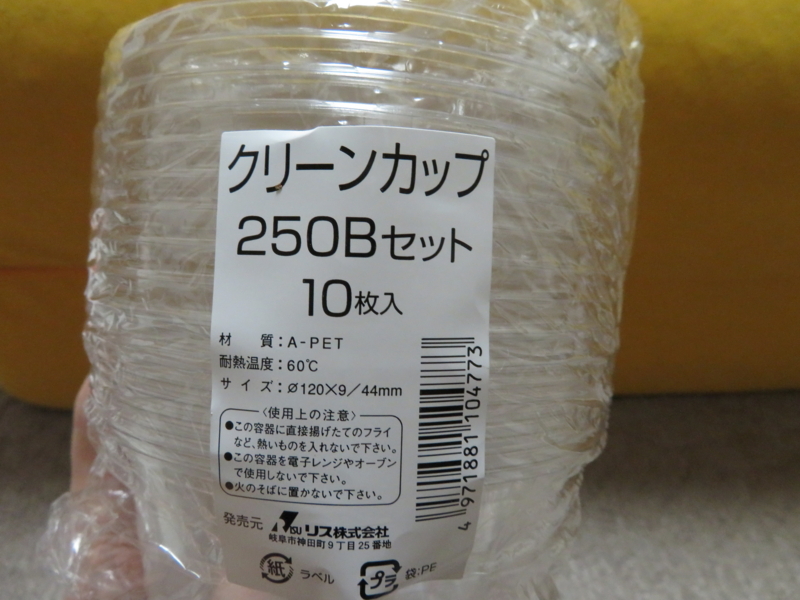 クリーンカップ
250Bセット
10枚入
材 質：A-PET
耐熱温度：60℃
サイズ：Ø120×9／44mm
〈使用上の注意〉
●この容器に直接揚げたてのフライ
など、熱いものを入れないで下さい。
●この容器を電子レンジやオーブン
で使用しないで下さい。
●火のそばに置かないで下さい。
4 971881 104773
発売元 RISU リス株式会社
岐阜市神田町9丁目25番地
紙 ラベル
プラ 袋:PE